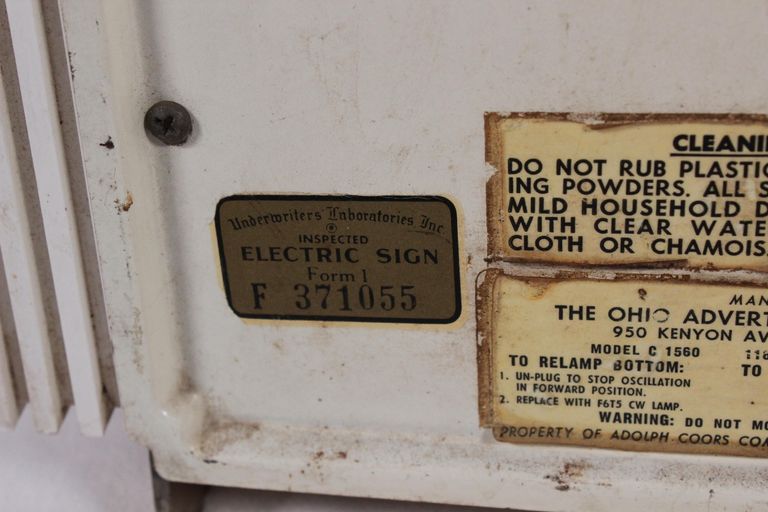 Underwriters Laboratories Inc.
INSPECTED
ELECTRIC SIGN
Form 1
F 371055
DO NOT RUB PLASTIC
ING POWDERS. ALL S
MILD HOUSEHOLD D
WITH CLEAR WATE
CLOTH OR CHAMOIS.
MAN
THE OHIO ADVERT
950 KENYON AV
MODEL C 1560
TO RELAMP BOTTOM: TO
1. UN-PLUG TO STOP OSCILLATION
IN FORWARD POSITION.
2. REPLACE WITH F6T5 CW LAMP.
WARNING: DO NOT MO
PROPERTY OF ADOLPH COORS COM